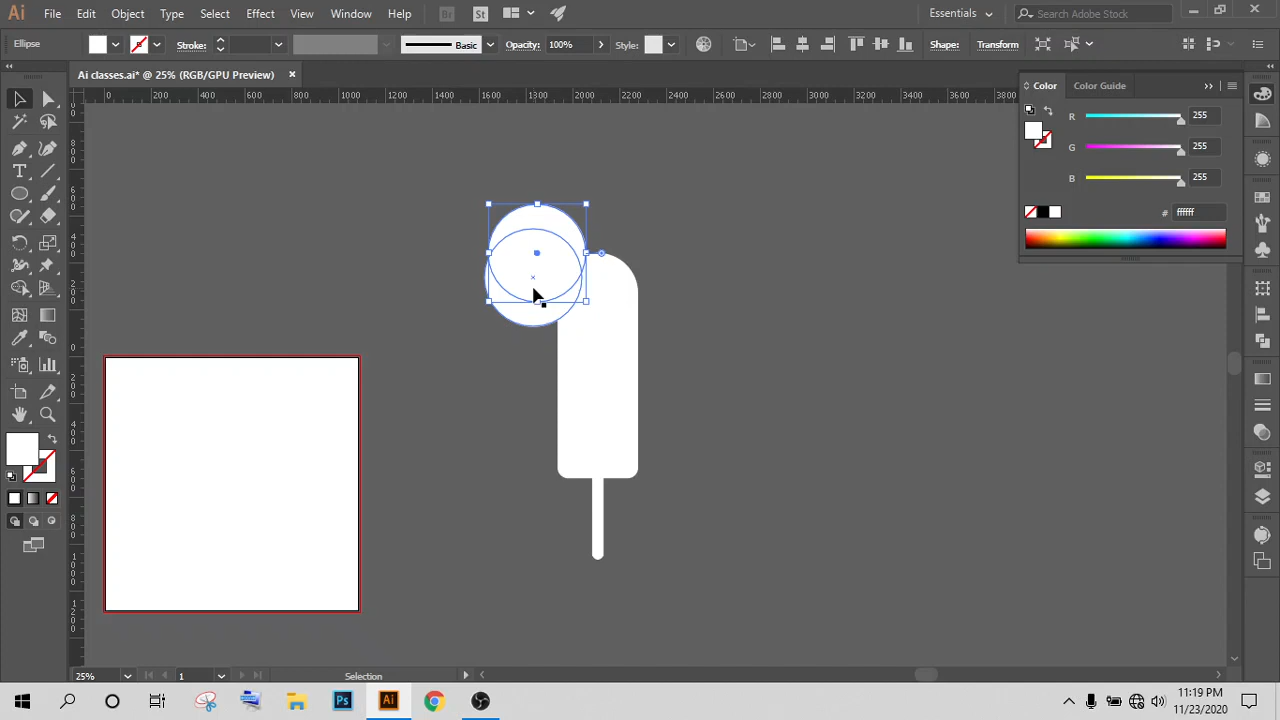 Ai File Edit Object Type Select Effect View Window Help Br St Essentials Search Adobe Stock
Ellipse Stroke: Basic Opacity: 100% Style: Shape: Transform
Ai classes.ai* @ 25% (RGB/GPU Preview) ×
Color Color Guide
0 200 400 600 800 1000 1200 1400 1600 1800 2000 2200 2400 2600 2800 3000 3200 3400 3600 3800
R 255
G 255
B 255
# ffffff
25% 1 Selection
Ps Ai
11:19 PM
11/23/2020